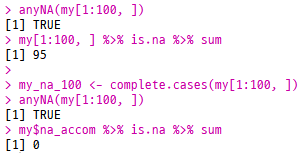 > anyNA(my[1:100, ])
[1] TRUE
> my[1:100, ] %>% is.na %>% sum
[1] 95
>
> my_na_100 <- complete.cases(my[1:100, ])
> anyNA(my[1:100, ])
[1] TRUE
> my$na_accom %>% is.na %>% sum
[1] 0